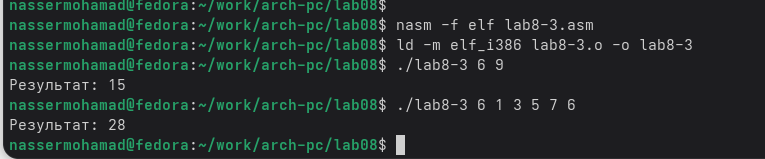 nassermohamad@fedora:~/work/arch-pc/lab08$
nassermohamad@fedora:~/work/arch-pc/lab08$ nasm -f elf lab8-3.asm
nassermohamad@fedora:~/work/arch-pc/lab08$ ld -m elf_i386 lab8-3.o -o lab8-3
nassermohamad@fedora:~/work/arch-pc/lab08$ ./lab8-3 6 9
Результат: 15
nassermohamad@fedora:~/work/arch-pc/lab08$ ./lab8-3 6 1 3 5 7 6
Результат: 28
nassermohamad@fedora:~/work/arch-pc/lab08$